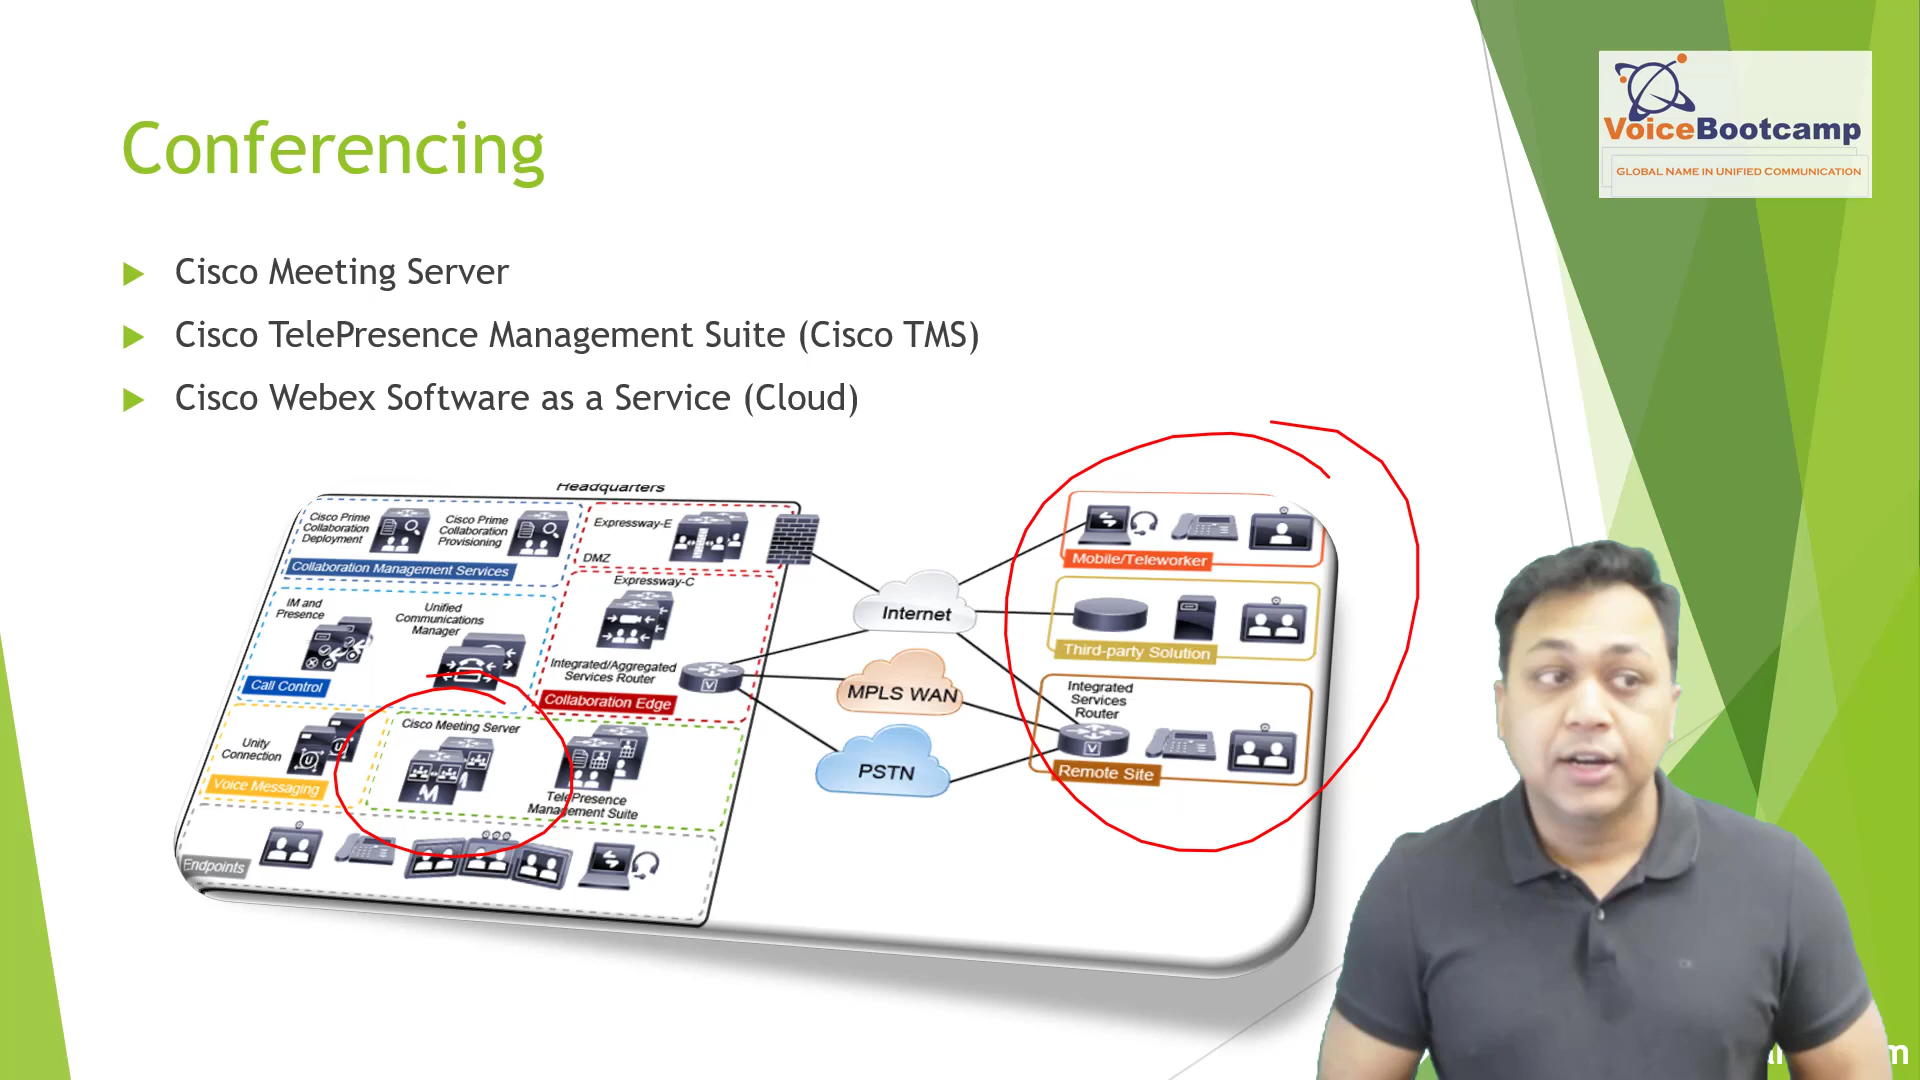 Conferencing
VoiceBootcamp
GLOBAL NAME IN UNIFIED COMMUNICATION
Cisco Meeting Server
Cisco TelePresence Management Suite (Cisco TMS)
Cisco Webex Software as a Service (Cloud)
Headquarters
Cisco Prime
Collaboration
Deployment
Cisco Prime
Collaboration
Provisioning
Collaboration Management Services
Expressway-E
DMZ
Expressway-C
IM and
Presence
Unified
Communications
Manager
Call Control
Integrated/Aggregated
Services Router
V
Collaboration Edge
Unity
Connection
Voice Messaging
Cisco Meeting Server
M
TelePresence
Management Suite
Endpoints
Internet
MPLS WAN
PSTN
Mobile/Teleworker
Third-party Solution
Integrated
Services
Router
V
Remote Site